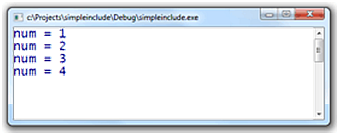 c:\Projects\simpleinclude\Debug\simpleinclude.exe
num = 1
num = 2
num = 3
num = 4